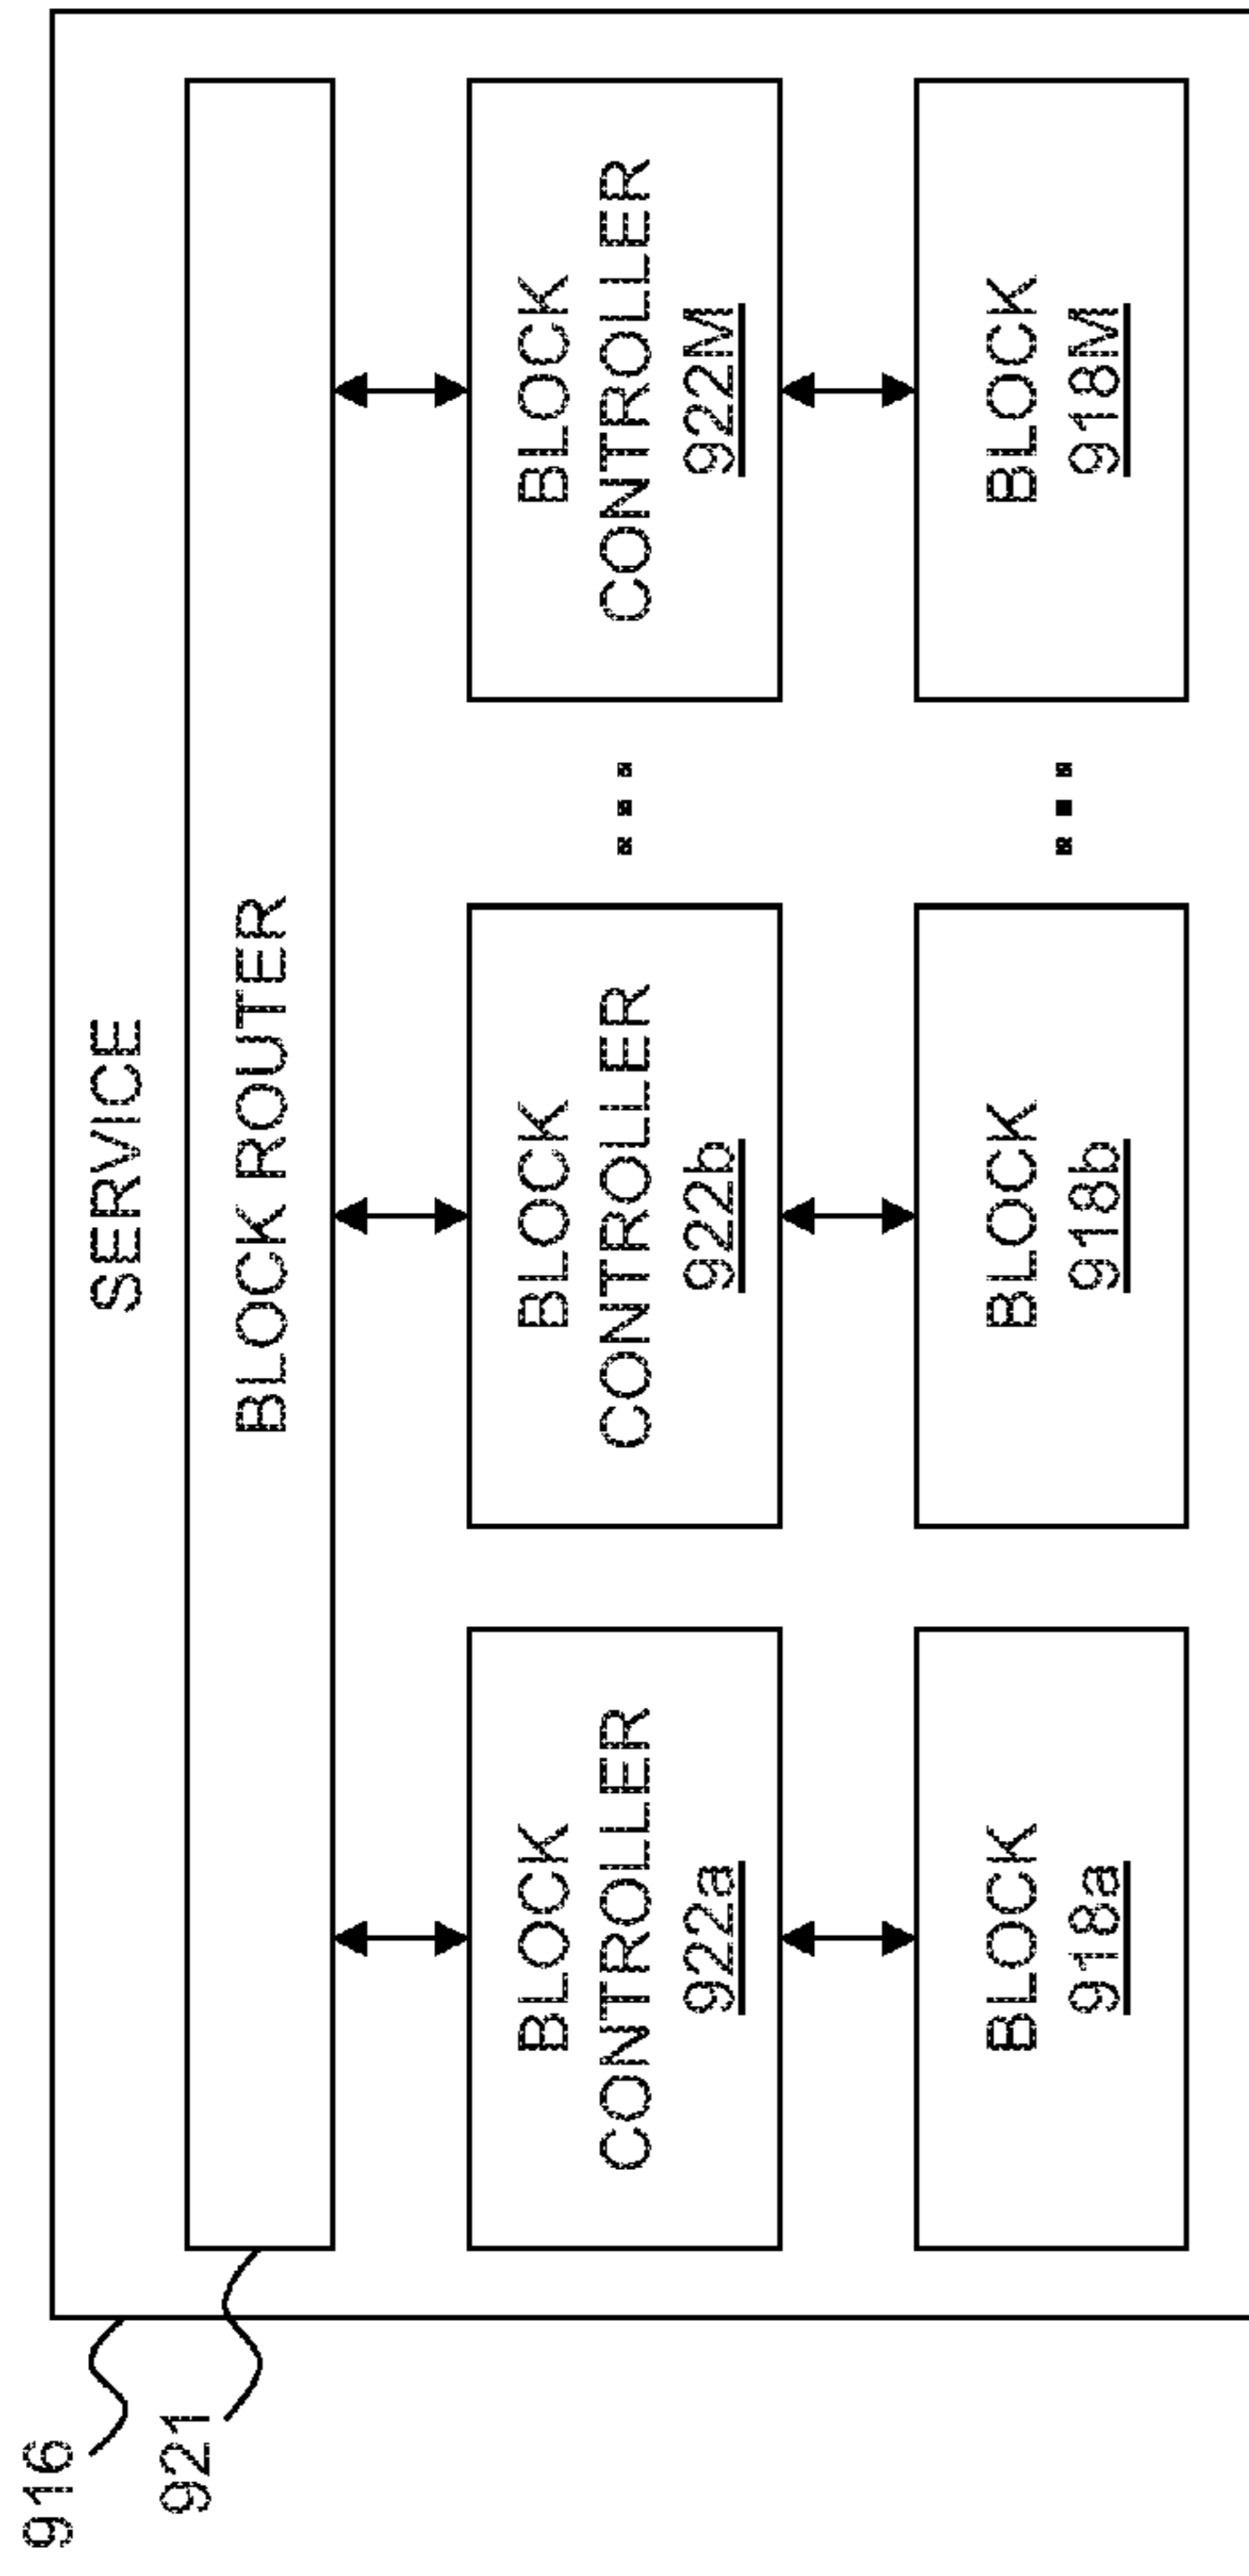 916
SERVICE
921
BLOCK ROUTER
BLOCK
CONTROLLER
922a
BLOCK
CONTROLLER
922b
BLOCK
CONTROLLER
922M
BLOCK
918a
BLOCK
918b
BLOCK
918M